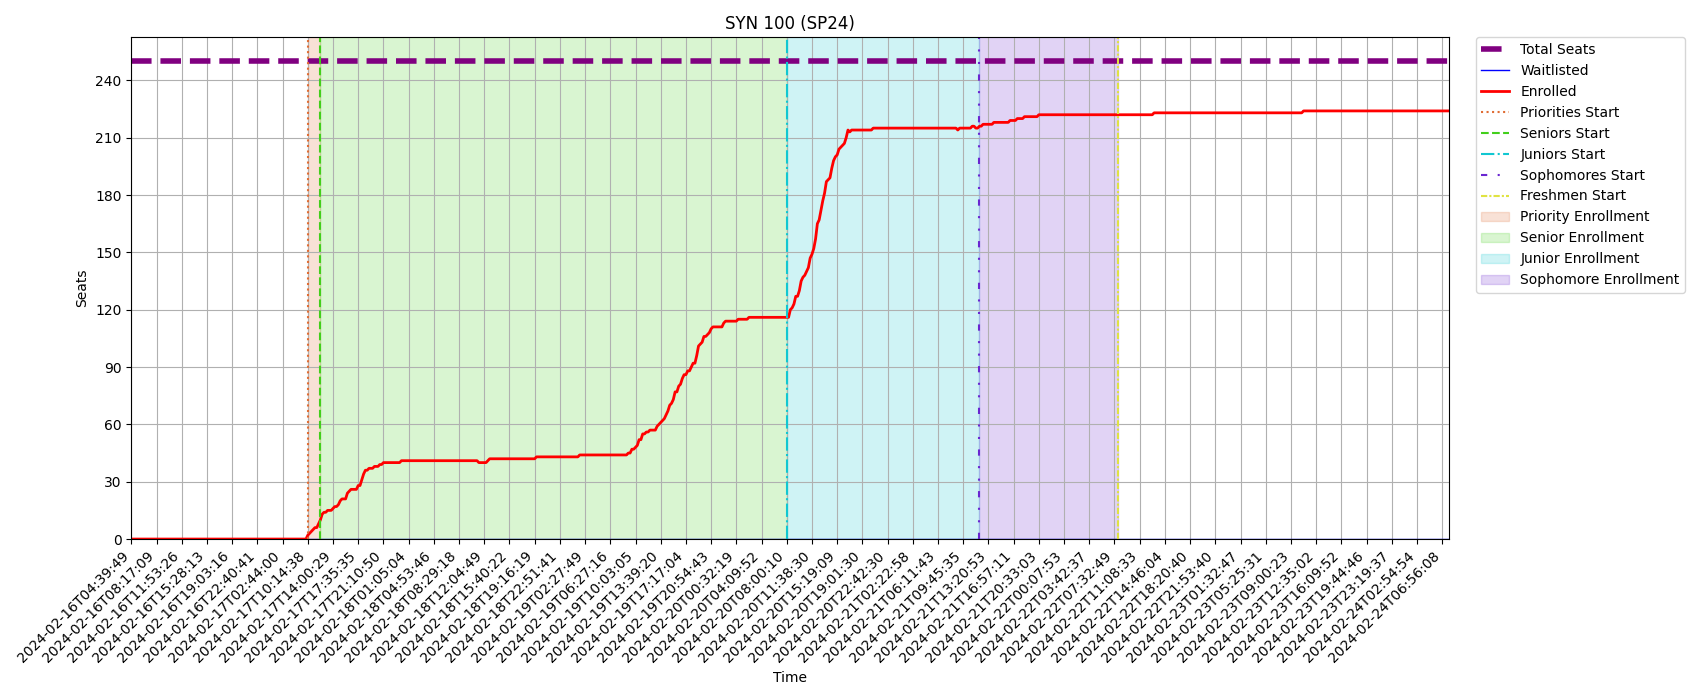 SYN 100 (SP24)
Total Seats
Waitlisted
Enrolled
Priorities Start
Seniors Start
Juniors Start
Sophomores Start
Freshmen Start
Priority Enrollment
Senior Enrollment
Junior Enrollment
Sophomore Enrollment
Seats
240
210
180
150
120
90
60
30
0
2024-02-16T04:39:49
2024-02-16T08:17:09
2024-02-16T11:53:26
2024-02-16T15:28:13
2024-02-16T19:03:16
2024-02-16T22:40:41
2024-02-17T02:44:00
2024-02-17T10:14:38
2024-02-17T14:00:29
2024-02-17T17:35:35
2024-02-17T21:10:50
2024-02-18T01:05:04
2024-02-18T04:53:46
2024-02-18T08:29:18
2024-02-18T12:04:49
2024-02-18T15:40:22
2024-02-18T19:16:19
2024-02-18T22:51:41
2024-02-19T02:27:49
2024-02-19T06:27:16
2024-02-19T10:03:05
2024-02-19T13:39:20
2024-02-19T17:17:04
2024-02-19T20:54:43
2024-02-20T00:32:19
2024-02-20T04:09:52
2024-02-20T08:00:10
2024-02-20T11:38:30
2024-02-20T15:19:09
2024-02-20T19:01:30
2024-02-20T22:42:30
2024-02-21T02:22:58
2024-02-21T06:11:43
2024-02-21T09:45:35
2024-02-21T13:20:53
2024-02-21T16:57:11
2024-02-21T20:33:03
2024-02-22T00:07:53
2024-02-22T03:42:37
2024-02-22T07:32:49
2024-02-22T11:08:33
2024-02-22T14:46:04
2024-02-22T18:20:40
2024-02-22T21:53:40
2024-02-23T01:32:47
2024-02-23T05:25:31
2024-02-23T09:00:23
2024-02-23T12:35:02
2024-02-23T16:09:52
2024-02-23T19:44:46
2024-02-23T23:19:37
2024-02-24T02:54:54
2024-02-24T06:56:08
Time